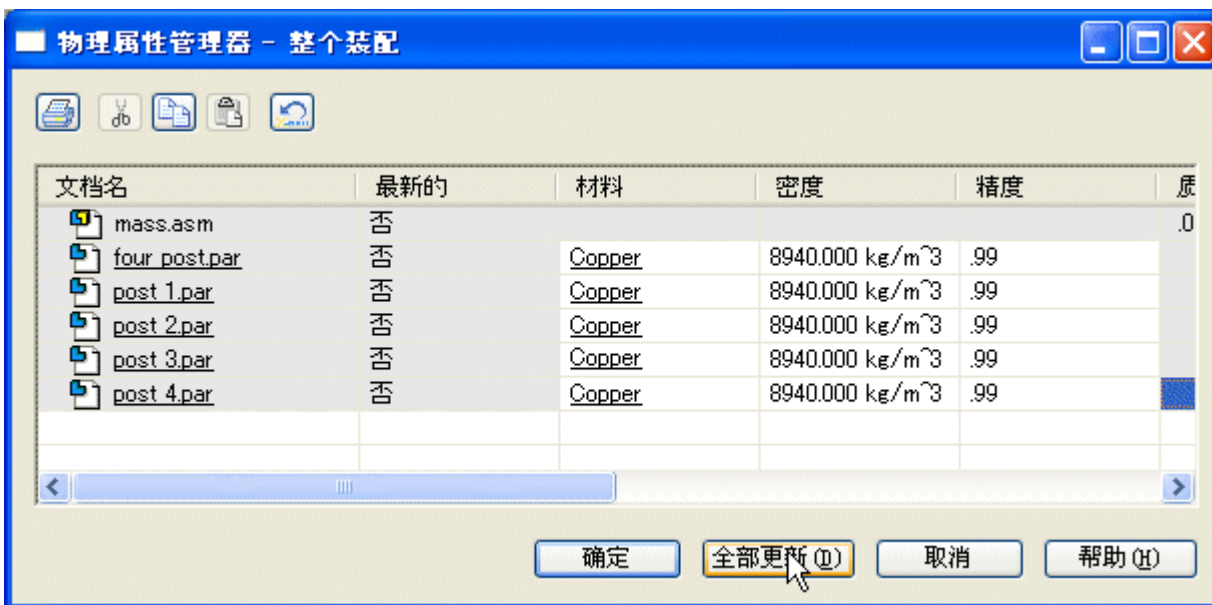 物理属性管理器 - 整个装配
文档名 最新的 材料 密度 精度 质
mass.asm 否 .0
four post.par 否 Copper 8940.000 kg/m^3 .99
post 1.par 否 Copper 8940.000 kg/m^3 .99
post 2.par 否 Copper 8940.000 kg/m^3 .99
post 3.par 否 Copper 8940.000 kg/m^3 .99
post 4.par 否 Copper 8940.000 kg/m^3 .99
确定 全部更新(D) 取消 帮助(H)